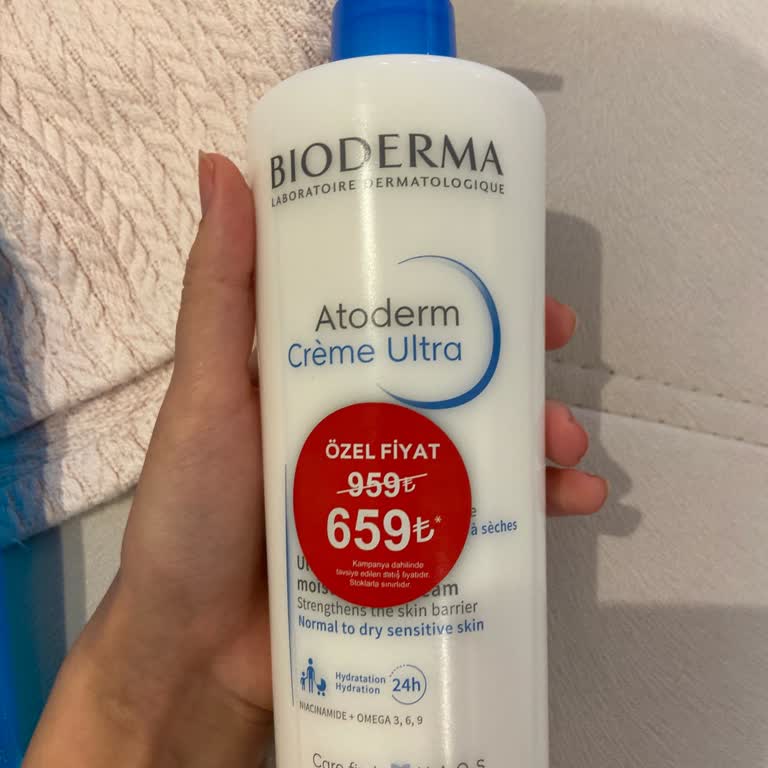 BIODERMA
LABORATOIRE DERMATOLOGIQUE
Atoderm
Crème Ultra
ÖZEL FİYAT
959₺
659₺*
Kampanya dahilinde
tavsiye edilen satış fiyatıdır.
Stoklarla sınırlıdır.
à sèches
Strengthens the skin barrier
Normal to dry sensitive skin
Hydratation
Hydration
24h
NIACINAMIDE + OMEGA 3, 6, 9